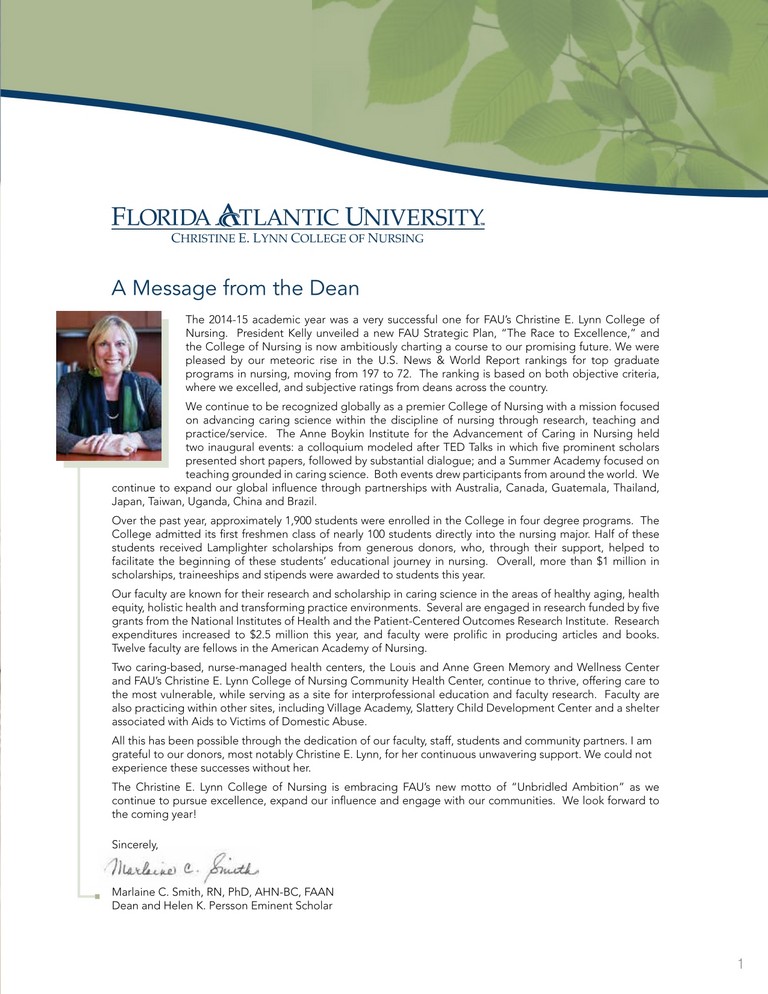 FLORIDA ATLANTIC UNIVERSITY™
CHRISTINE E. LYNN COLLEGE OF NURSING
A Message from the Dean
The 2014-15 academic year was a very successful one for FAU's Christine E. Lynn College of
Nursing. President Kelly unveiled a new FAU Strategic Plan, "The Race to Excellence," and
the College of Nursing is now ambitiously charting a course to our promising future. We were
pleased by our meteoric rise in the U.S. News & World Report rankings for top graduate
programs in nursing, moving from 197 to 72. The ranking is based on both objective criteria,
where we excelled, and subjective ratings from deans across the country.
We continue to be recognized globally as a premier College of Nursing with a mission focused
on advancing caring science within the discipline of nursing through research, teaching and
practice/service. The Anne Boykin Institute for the Advancement of Caring in Nursing held
two inaugural events: a colloquium modeled after TED Talks in which five prominent scholars
presented short papers, followed by substantial dialogue; and a Summer Academy focused on
teaching grounded in caring science. Both events drew participants from around the world. We
continue to expand our global influence through partnerships with Australia, Canada, Guatemala, Thailand,
Japan, Taiwan, Uganda, China and Brazil.
Over the past year, approximately 1,900 students were enrolled in the College in four degree programs. The
College admitted its first freshmen class of nearly 100 students directly into the nursing major. Half of these
students received Lamplighter scholarships from generous donors, who, through their support, helped to
facilitate the beginning of these students' educational journey in nursing. Overall, more than $1 million in
scholarships, traineeships and stipends were awarded to students this year.
Our faculty are known for their research and scholarship in caring science in the areas of healthy aging, health
equity, holistic health and transforming practice environments. Several are engaged in research funded by five
grants from the National Institutes of Health and the Patient-Centered Outcomes Research Institute. Research
expenditures increased to $2.5 million this year, and faculty were prolific in producing articles and books.
Twelve faculty are fellows in the American Academy of Nursing.
Two caring-based, nurse-managed health centers, the Louis and Anne Green Memory and Wellness Center
and FAU's Christine E. Lynn College of Nursing Community Health Center, continue to thrive, offering care to
the most vulnerable, while serving as a site for interprofessional education and faculty research. Faculty are
also practicing within other sites, including Village Academy, Slattery Child Development Center and a shelter
associated with Aids to Victims of Domestic Abuse.
All this has been possible through the dedication of our faculty, staff, students and community partners. I am
grateful to our donors, most notably Christine E. Lynn, for her continuous unwavering support. We could not
experience these successes without her.
The Christine E. Lynn College of Nursing is embracing FAU's new motto of "Unbridled Ambition" as we
continue to pursue excellence, expand our influence and engage with our communities. We look forward to
the coming year!
Sincerely,
Marlaine C. Smith
Marlaine C. Smith, RN, PhD, AHN-BC, FAAN
Dean and Helen K. Persson Eminent Scholar
1